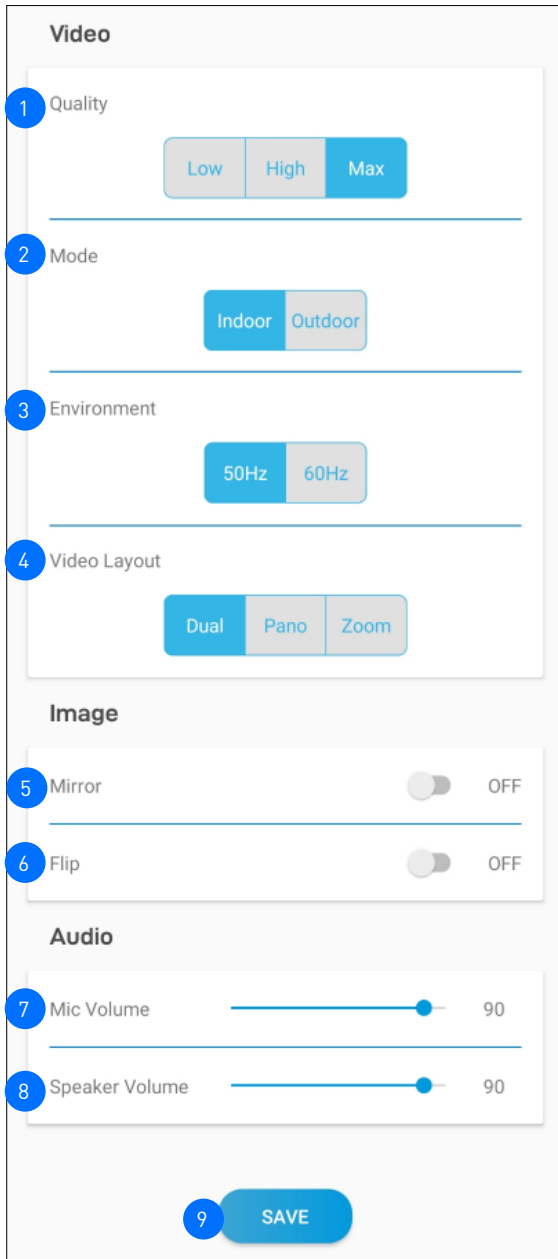 Video
1 Quality
Low High Max
2 Mode
Indoor Outdoor
3 Environment
50Hz 60Hz
4 Video Layout
Dual Pano Zoom
Image
5 Mirror OFF
6 Flip OFF
Audio
7 Mic Volume 90
8 Speaker Volume 90
9 SAVE